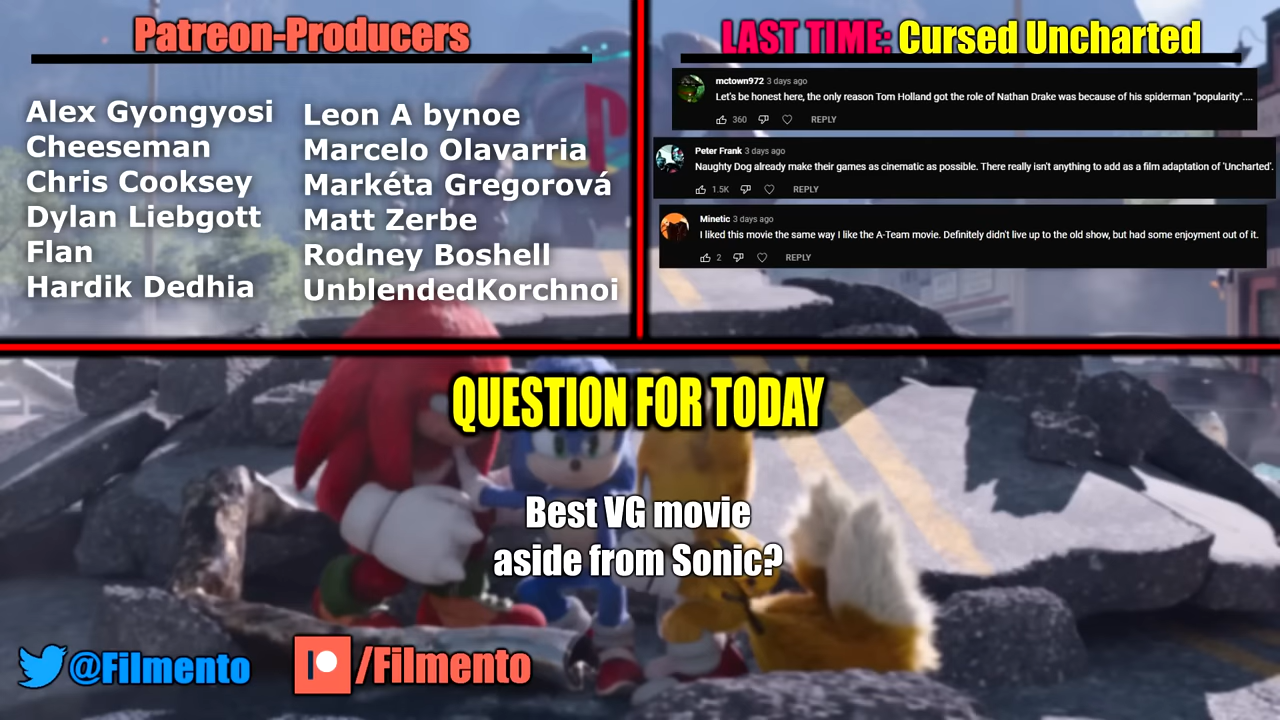 Patreon-Producers
Alex Gyongyosi
Cheeseman
Chris Cooksey
Dylan Liebgott
Flan
Hardik Dedhia
Leon A bynoe
Marcelo Olavarria
Markéta Gregorová
Matt Zerbe
Rodney Boshell
UnblendedKorchnoi
LAST TIME: Cursed Uncharted
mctown972 3 days ago
Let's be honest here, the only reason Tom Holland got the role of Nathan Drake was because of his spiderman "popularity"....
360 REPLY
Peter Frank 3 days ago
Naughty Dog already make their games as cinematic as possible. There really isn't anything to add as a film adaptation of 'Uncharted'.
1.5K REPLY
Minetic 3 days ago
I liked this movie the same way I like the A-Team movie. Definitely didn't live up to the old show, but had some enjoyment out of it.
2 REPLY
QUESTION FOR TODAY
Best VG movie
aside from Sonic?
@Filmento
/Filmento